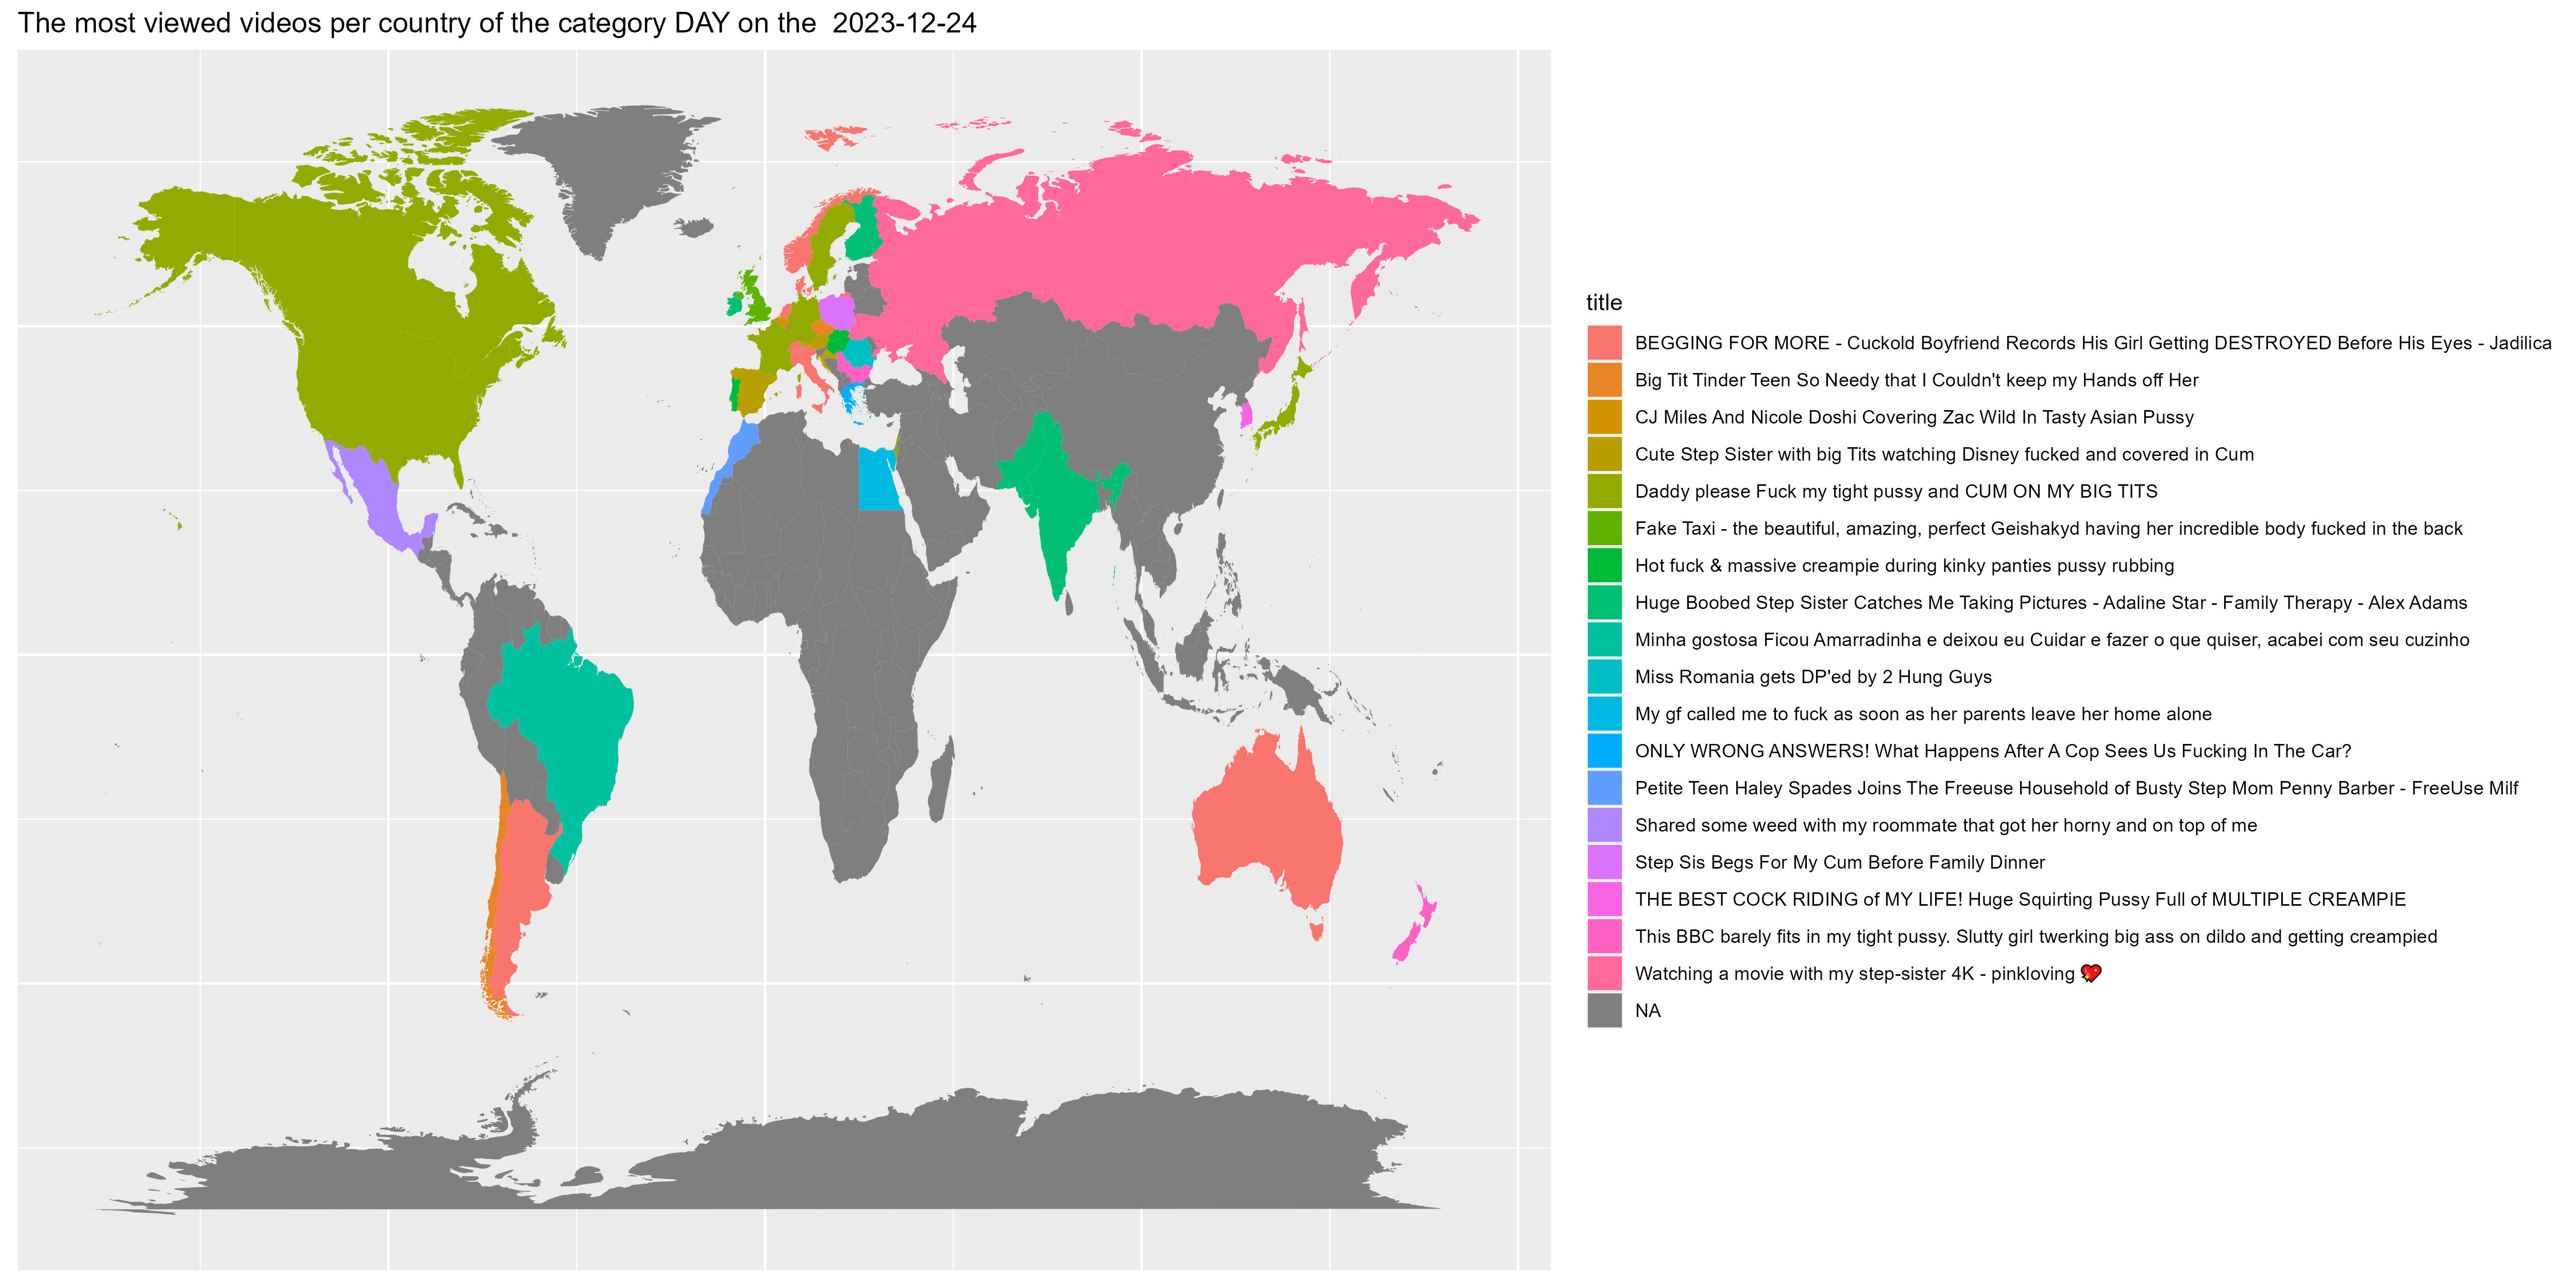 The most viewed videos per country of the category DAY on the  2023-12-24
title
BEGGING FOR MORE - Cuckold Boyfriend Records His Girl Getting DESTROYED Before His Eyes - Jadilica
Big Tit Tinder Teen So Needy that I Couldn't keep my Hands off Her
CJ Miles And Nicole Doshi Covering Zac Wild In Tasty Asian Pussy
Cute Step Sister with big Tits watching Disney fucked and covered in Cum
Daddy please Fuck my tight pussy and CUM ON MY BIG TITS
Fake Taxi - the beautiful, amazing, perfect Geishakyd having her incredible body fucked in the back
Hot fuck & massive creampie during kinky panties pussy rubbing
Huge Boobed Step Sister Catches Me Taking Pictures - Adaline Star - Family Therapy - Alex Adams
Minha gostosa Ficou Amarradinha e deixou eu Cuidar e fazer o que quiser, acabei com seu cuzinho
Miss Romania gets DP'ed by 2 Hung Guys
My gf called me to fuck as soon as her parents leave her home alone
ONLY WRONG ANSWERS! What Happens After A Cop Sees Us Fucking In The Car?
Petite Teen Haley Spades Joins The Freeuse Household of Busty Step Mom Penny Barber - FreeUse Milf
Shared some weed with my roommate that got her horny and on top of me
Step Sis Begs For My Cum Before Family Dinner
THE BEST COCK RIDING of MY LIFE! Huge Squirting Pussy Full of MULTIPLE CREAMPIE
This BBC barely fits in my tight pussy. Slutty girl twerking big ass on dildo and getting creampied
Watching a movie with my step-sister 4K - pinkloving 💖
NA